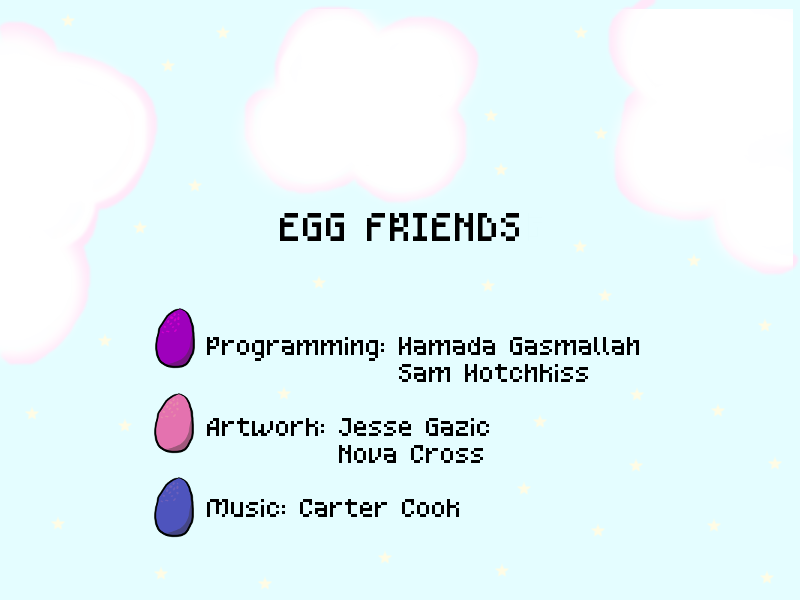 EGG FRIENDS
Programming: Hamada Gasmallah
Sam Hotchkiss
Artwork: Jesse Gazic
Nova Cross
Music: Carter Cook